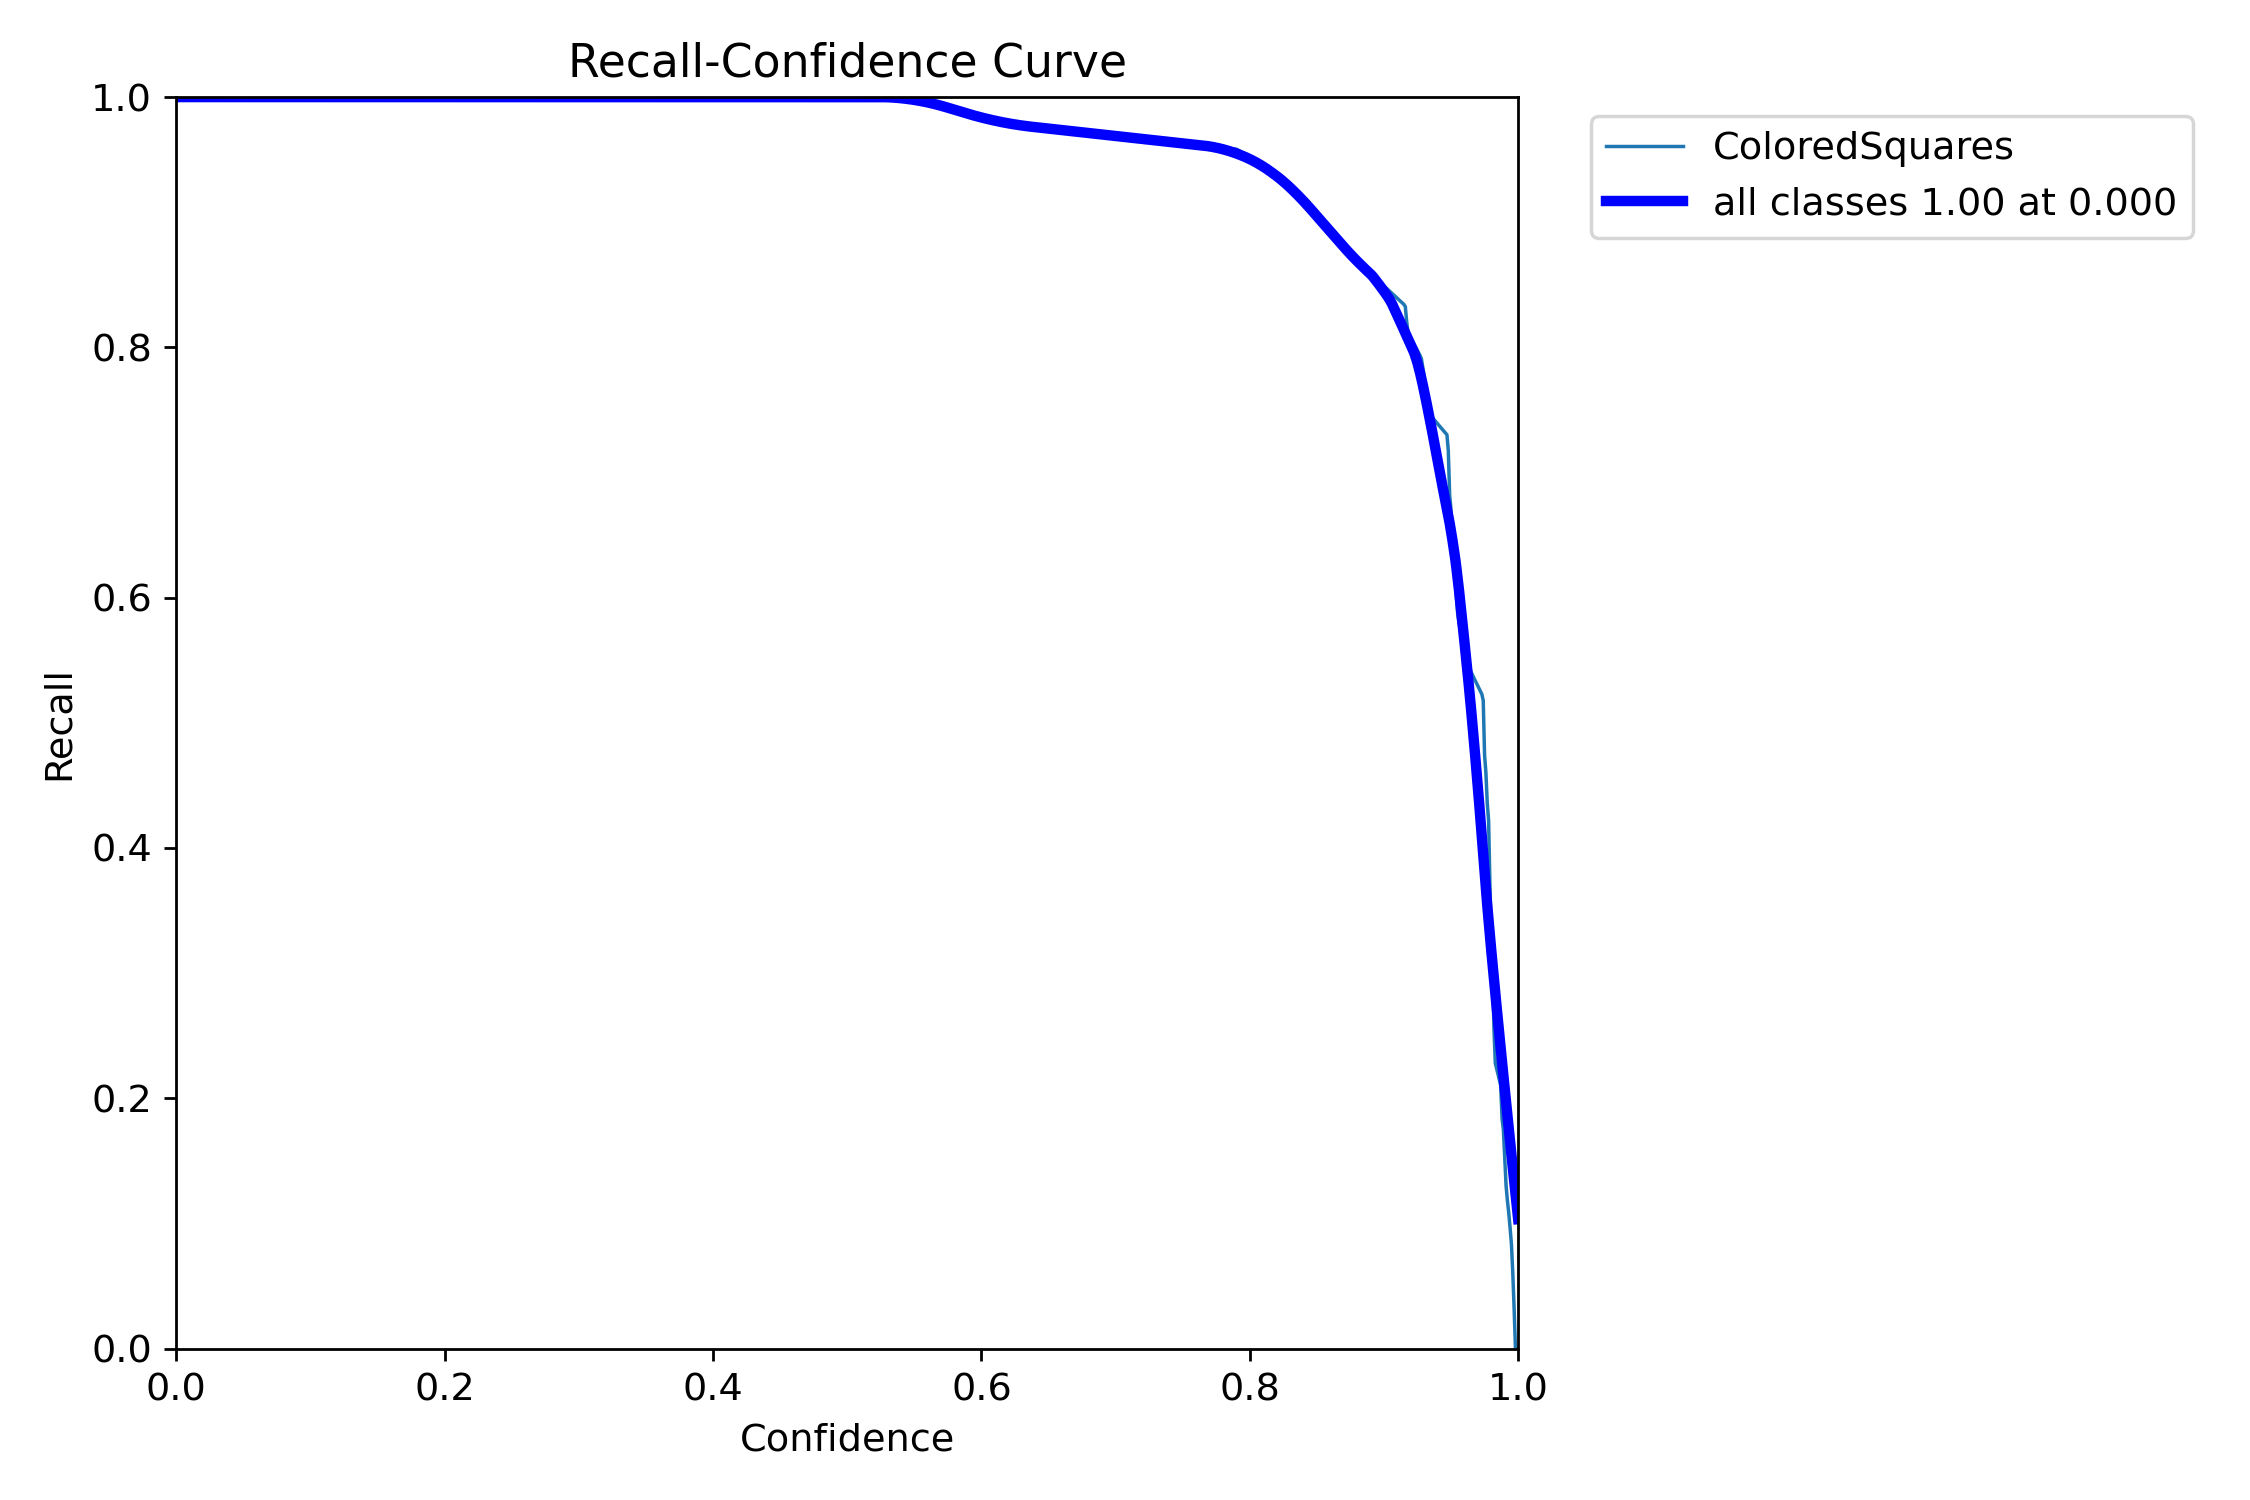 Recall-Confidence Curve
ColoredSquares
all classes 1.00 at 0.000
1.0
0.8
0.6
0.4
0.2
0.0
Recall
0.0 0.2 0.4 0.6 0.8 1.0
Confidence